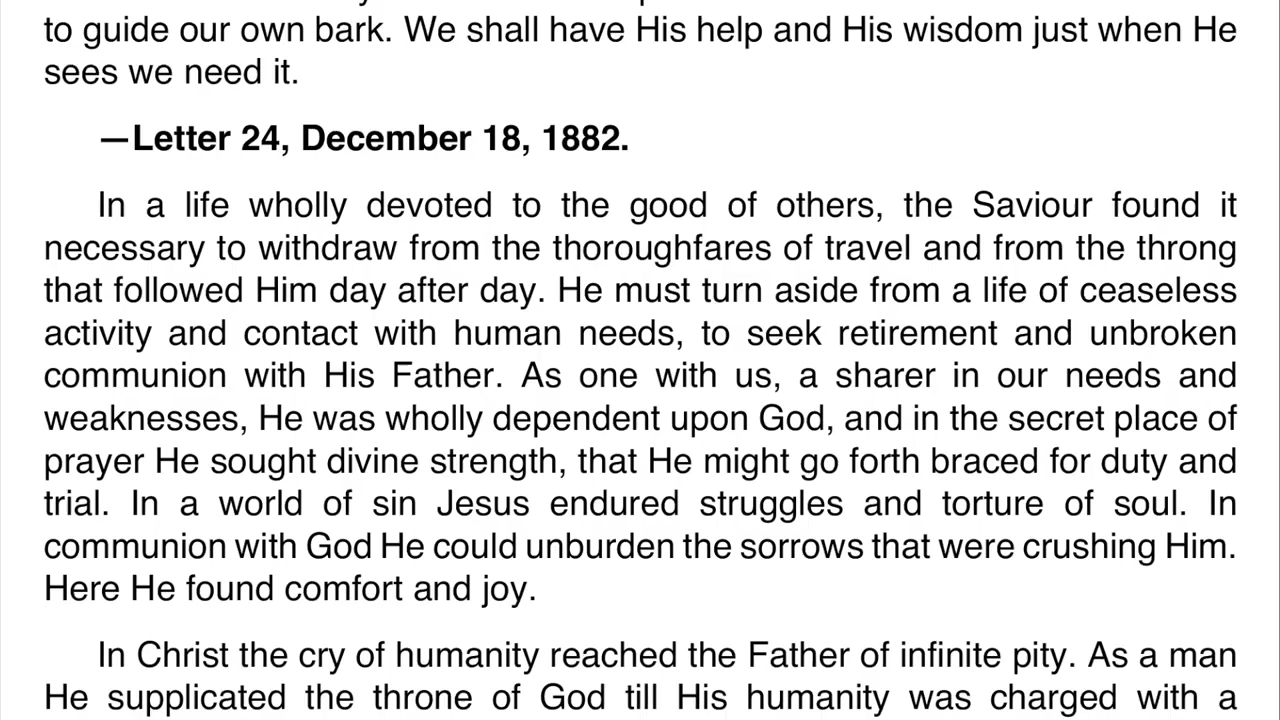 to guide our own bark. We shall have His help and His wisdom just when He
sees we need it.
—Letter 24, December 18, 1882.
In a life wholly devoted to the good of others, the Saviour found it
necessary to withdraw from the thoroughfares of travel and from the throng
that followed Him day after day. He must turn aside from a life of ceaseless
activity and contact with human needs, to seek retirement and unbroken
communion with His Father. As one with us, a sharer in our needs and
weaknesses, He was wholly dependent upon God, and in the secret place of
prayer He sought divine strength, that He might go forth braced for duty and
trial. In a world of sin Jesus endured struggles and torture of soul. In
communion with God He could unburden the sorrows that were crushing Him.
Here He found comfort and joy.
In Christ the cry of humanity reached the Father of infinite pity. As a man
He supplicated the throne of God till His humanity was charged with a